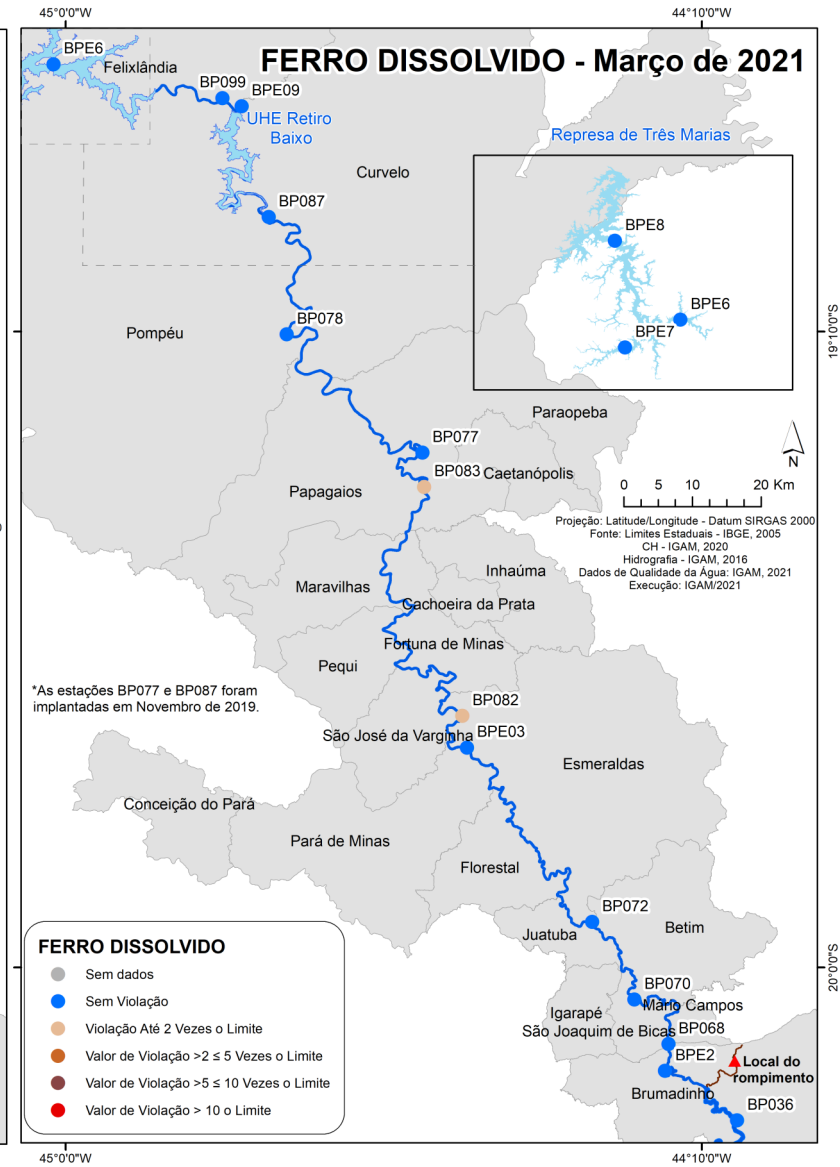 45°0'0"W
44°10'0"W
FERRO DISSOLVIDO - Março de 2021
BPE6
Felixlândia
BP099
BPE09
UHE Retiro
Baixo
Represa de Três Marias
Curvelo
BP087
BPE8
BPE6
BPE7
BP078
Pompéu
19°10'0"S
Paraopeba
BP077
BP083
Caetanópolis
Papagaios
N
0 5 10 20 Km
Projeção: Latitude/Longitude - Datum SIRGAS 2000
Fonte: Limites Estaduais - IBGE, 2005
CH - IGAM, 2020
Hidrografia - IGAM, 2016
Dados de Qualidade da Água: IGAM, 2021
Execução: IGAM/2021
Inhaúma
Maravilhas
Cachoeira da Prata
Fortuna de Minas
Pequi
*As estações BP077 e BP087 foram
implantadas em Novembro de 2019.
BP082
São José da Varginha
BPE03
Esmeraldas
Conceição do Pará
Pará de Minas
Florestal
BP072
Juatuba
Betim
20°0'0"S
BP070
Mário Campos
Igarapé
São Joaquim de Bicas
BP068
BPE2
Local do
rompimento
Brumadinho
BP036
FERRO DISSOLVIDO
Sem dados
Sem Violação
Violação Até 2 Vezes o Limite
Valor de Violação >2 ≤ 5 Vezes o Limite
Valor de Violação >5 ≤ 10 Vezes o Limite
Valor de Violação > 10 o Limite
45°0'0"W
44°10'0"W